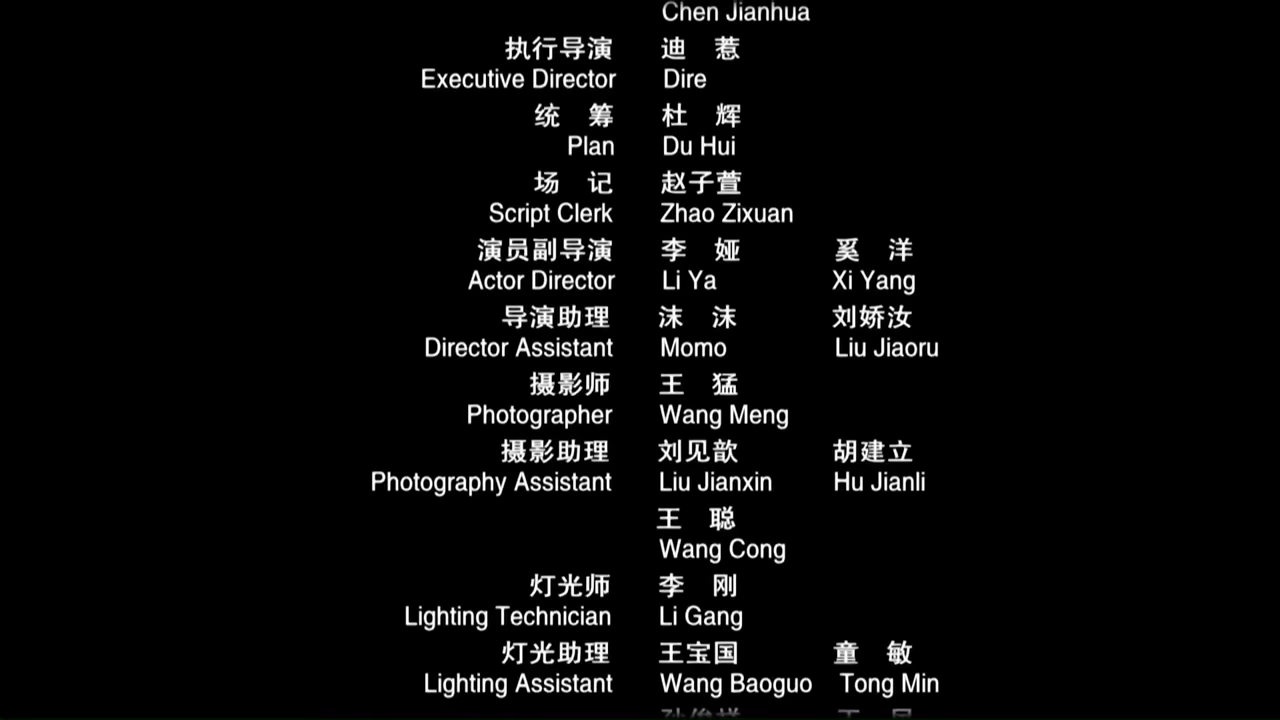 Chen Jianhua
执行导演 迪 惹
Executive Director Dire
统 筹 杜 辉
Plan Du Hui
场 记 赵子萱
Script Clerk Zhao Zixuan
演员副导演 李 娅 奚 洋
Actor Director Li Ya Xi Yang
导演助理 沫 沫 刘娇汝
Director Assistant Momo Liu Jiaoru
摄影师 王 猛
Photographer Wang Meng
摄影助理 刘见歆 胡建立
Photography Assistant Liu Jianxin Hu Jianli
王 聪
Wang Cong
灯光师 李 刚
Lighting Technician Li Gang
灯光助理 王宝国 童 敏
Lighting Assistant Wang Baoguo Tong Min